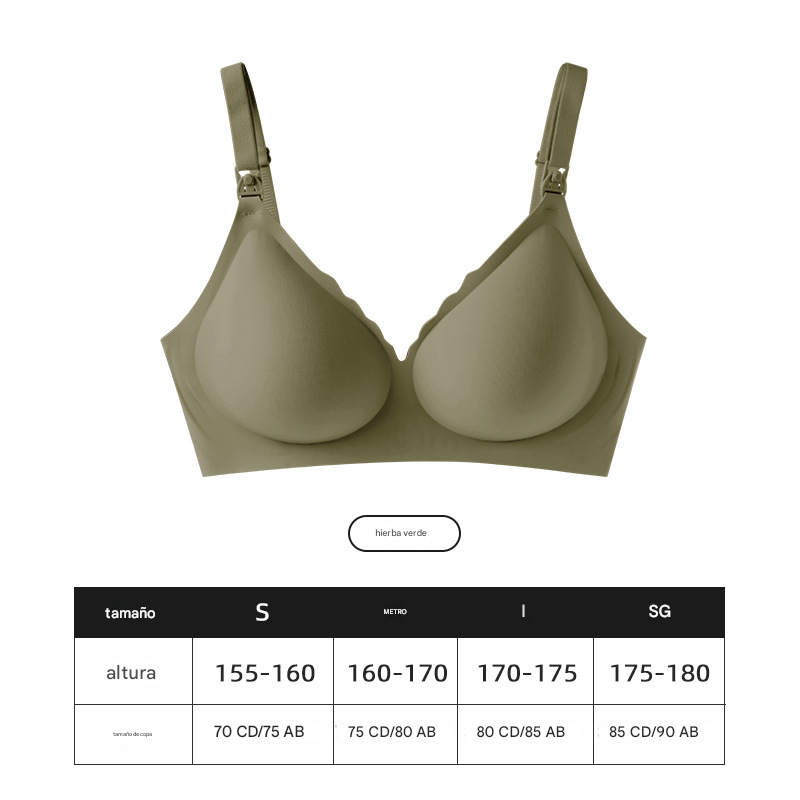 hierba verde
tamaño S METRO l SG
altura 155-160 160-170 170-175 175-180
tamaño de copa 70 CD/75 AB 75 CD/80 AB 80 CD/85 AB 85 CD/90 AB